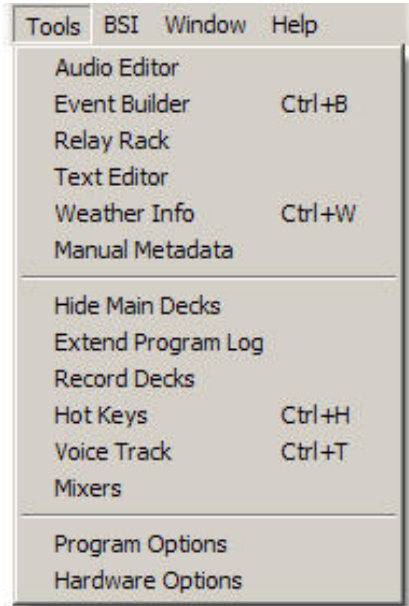 Tools BSI Window Help
Audio Editor
Event Builder Ctrl+B
Relay Rack
Text Editor
Weather Info Ctrl+W
Manual Metadata
Hide Main Decks
Extend Program Log
Record Decks
Hot Keys Ctrl+H
Voice Track Ctrl+T
Mixers
Program Options
Hardware Options